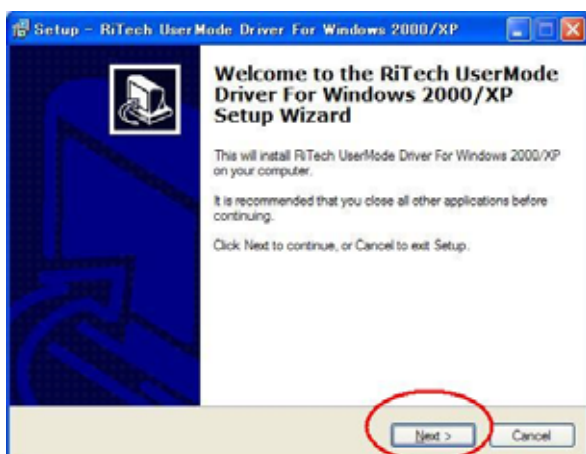 Setup - RiTech UserMode Driver For Windows 2000/XP
Welcome to the RiTech UserMode
Driver For Windows 2000/XP
Setup Wizard
This will install RiTech UserMode Driver For Windows 2000/XP
on your computer.
It is recommended that you close all other applications before
continuing.
Click Next to continue, or Cancel to exit Setup.
Next >
Cancel